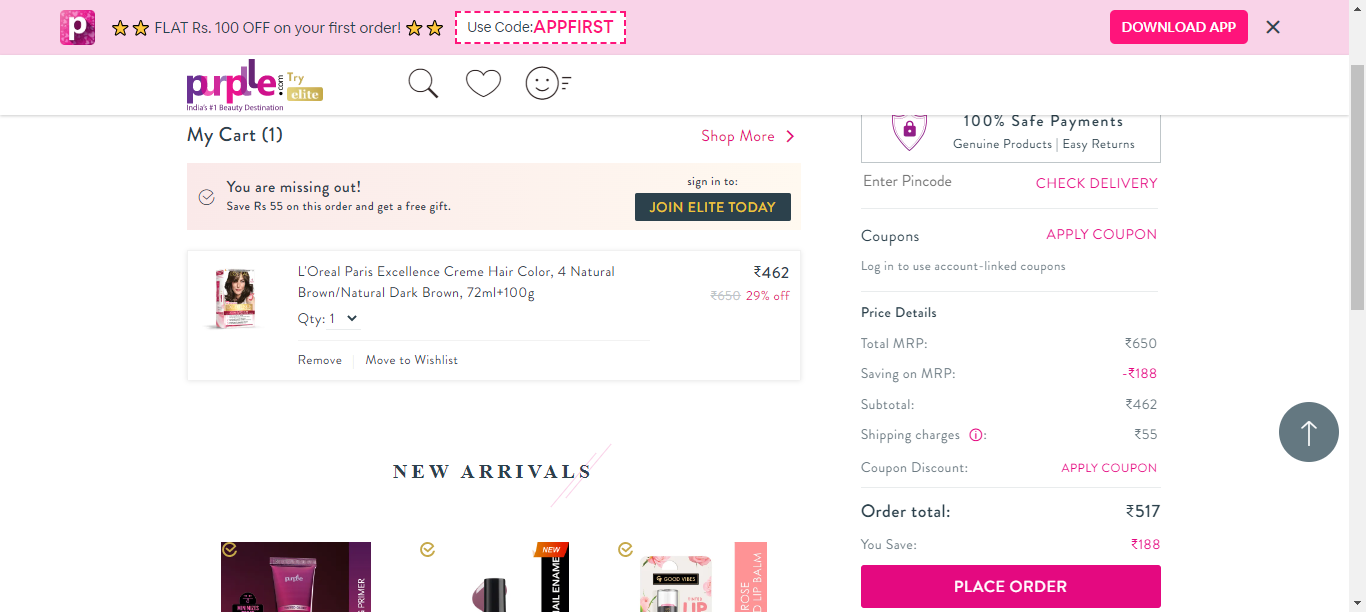 FLAT Rs. 100 OFF on your first order!
Use Code:APPFIRST
DOWNLOAD APP
purplle.com
Try elite
India's #1 Beauty Destination
My Cart (1)
Shop More
You are missing out!
Save Rs 55 on this order and get a free gift.
sign in to:
JOIN ELITE TODAY
L'Oreal Paris Excellence Creme Hair Color, 4 Natural
Brown/Natural Dark Brown, 72ml+100g
₹462
₹650 29% off
Qty: 1
Remove
Move to Wishlist
NEW ARRIVALS
purplle
PRIMER
NEW
NAIL ENAME
GOOD VIBES
LIP
ROSE
D LIP BALM
100% Safe Payments
Genuine Products | Easy Returns
Enter Pincode
CHECK DELIVERY
Coupons
APPLY COUPON
Log in to use account-linked coupons
Price Details
Total MRP: ₹650
Saving on MRP: -₹188
Subtotal: ₹462
Shipping charges : ₹55
Coupon Discount: APPLY COUPON
Order total: ₹517
You Save: ₹188
PLACE ORDER